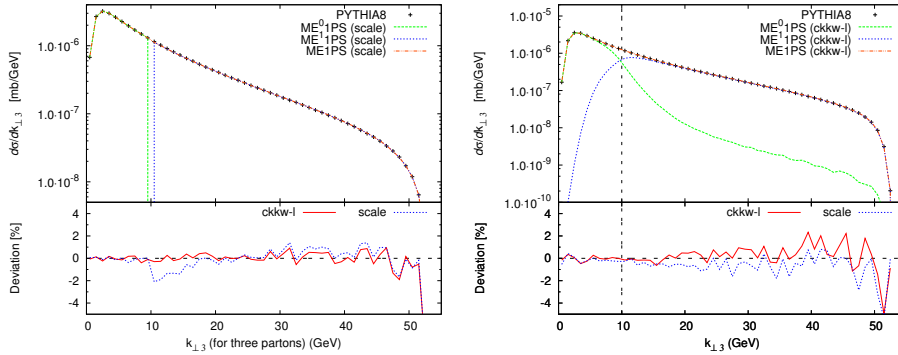 PYTHIA8
ME⁰1PS (scale)
ME¹1PS (scale)
ME1PS (scale)
dσ/dk⊥3 [mb/GeV]
1.0·10⁻⁶
1.0·10⁻⁷
1.0·10⁻⁸
ckkw-l
scale
Deviation [%]
4
2
0
-2
-4
0 10 20 30 40 50
k⊥3 (for three partons) (GeV)
PYTHIA8
ME⁰1PS (ckkw-l)
ME¹1PS (ckkw-l)
ME1PS (ckkw-l)
dσ/dk⊥3 [mb/GeV]
1.0·10⁻⁵
1.0·10⁻⁶
1.0·10⁻⁷
1.0·10⁻⁸
1.0·10⁻⁹
1.0·10⁻¹⁰
ckkw-l
scale
Deviation [%]
4
2
0
-2
-4
0 10 20 30 40 50
k⊥3 (GeV)